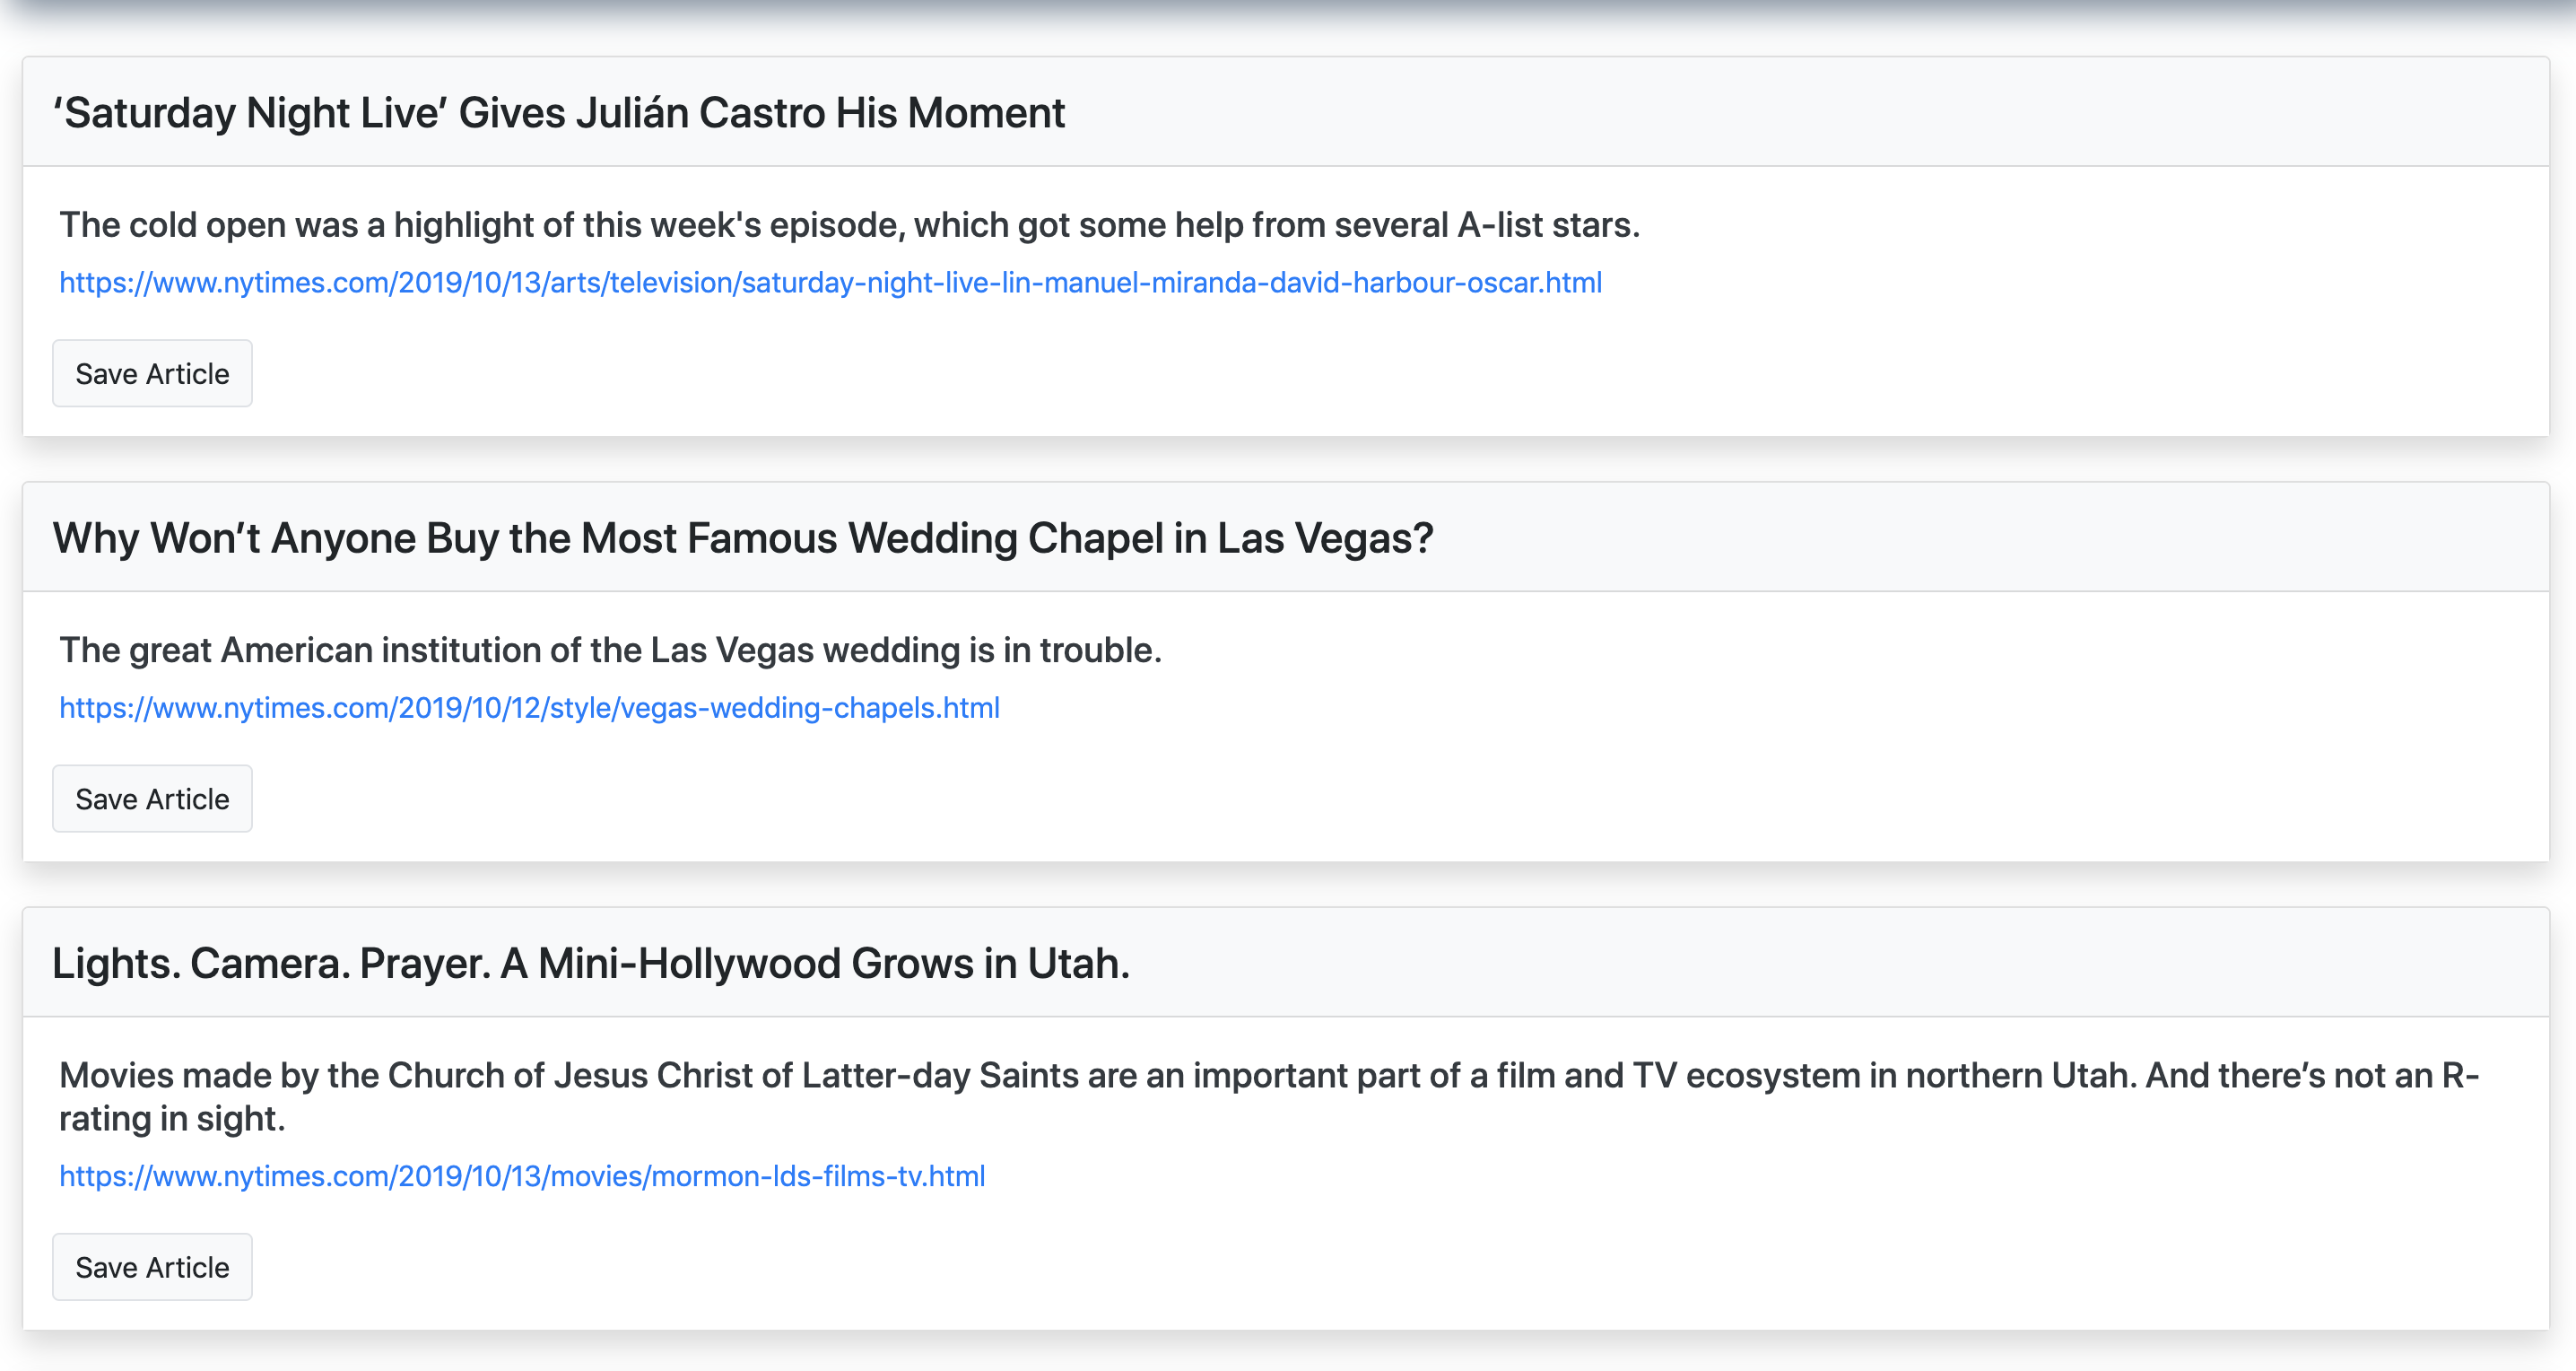 ‘Saturday Night Live’ Gives Julián Castro His Moment
The cold open was a highlight of this week's episode, which got some help from several A-list stars.
https://www.nytimes.com/2019/10/13/arts/television/saturday-night-live-lin-manuel-miranda-david-harbour-oscar.html
Save Article
Why Won’t Anyone Buy the Most Famous Wedding Chapel in Las Vegas?
The great American institution of the Las Vegas wedding is in trouble.
https://www.nytimes.com/2019/10/12/style/vegas-wedding-chapels.html
Save Article
Lights. Camera. Prayer. A Mini-Hollywood Grows in Utah.
Movies made by the Church of Jesus Christ of Latter-day Saints are an important part of a film and TV ecosystem in northern Utah. And there’s not an R-
rating in sight.
https://www.nytimes.com/2019/10/13/movies/mormon-lds-films-tv.html
Save Article